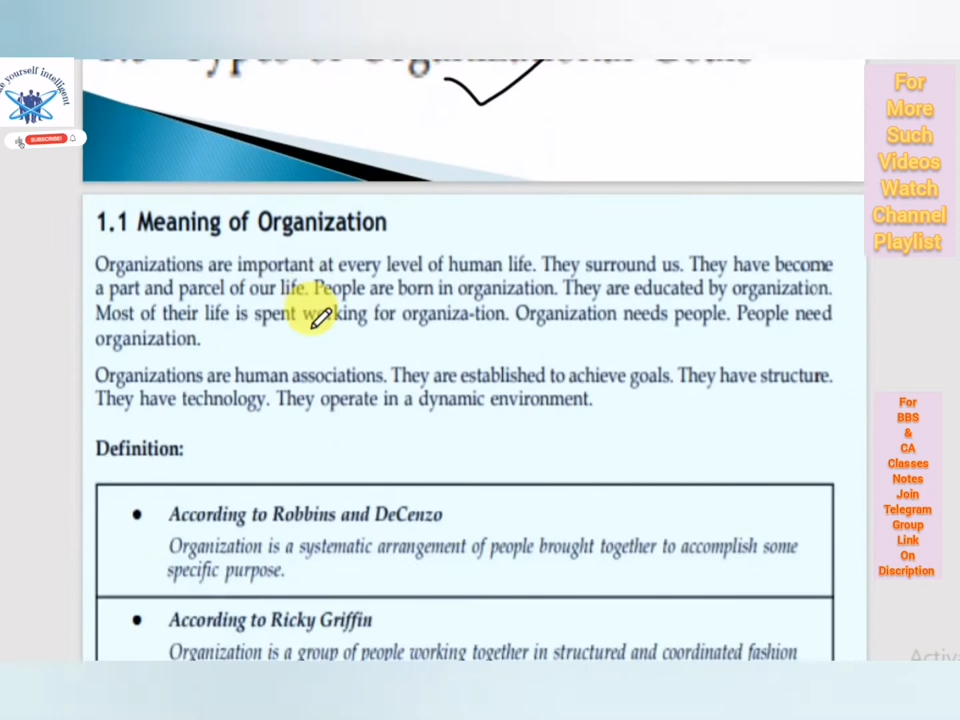 yourself intelligent
SUBSCRIBE!
Types of Organizational Goals
1.1 Meaning of Organization
Organizations are important at every level of human life. They surround us. They have become
a part and parcel of our life. People are born in organization. They are educated by organization.
Most of their life is spent working for organiza-tion. Organization needs people. People need
organization.
Organizations are human associations. They are established to achieve goals. They have structure.
They have technology. They operate in a dynamic environment.
Definition:
• According to Robbins and DeCenzo
Organization is a systematic arrangement of people brought together to accomplish some
specific purpose.
• According to Ricky Griffin
Organization is a group of people working together in structured and coordinated fashion
For
More
Such
Videos
Watch
Channel
Playlist
For
BBS
&
CA
Classes
Notes
Join
Telegram
Group
Link
On
Discription